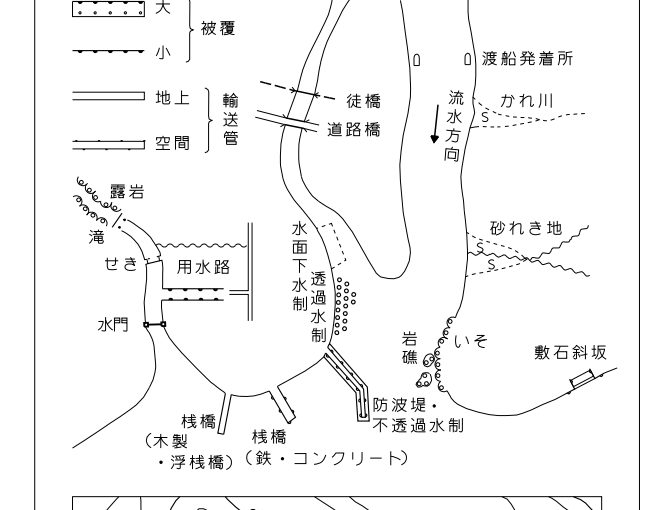 大
被覆
小
渡船発着所
地上
輸送管
徒橋
流水方向
かれ川
道路橋
空間
露岩
滝
水面下水制
砂れき地
せき
用水路
透過水制
水門
岩礁
いそ
敷石斜坂
桟橋
(木製
・浮桟橋)
桟橋
(鉄・コンクリート)
防波堤・
不透過水制
S
S
S